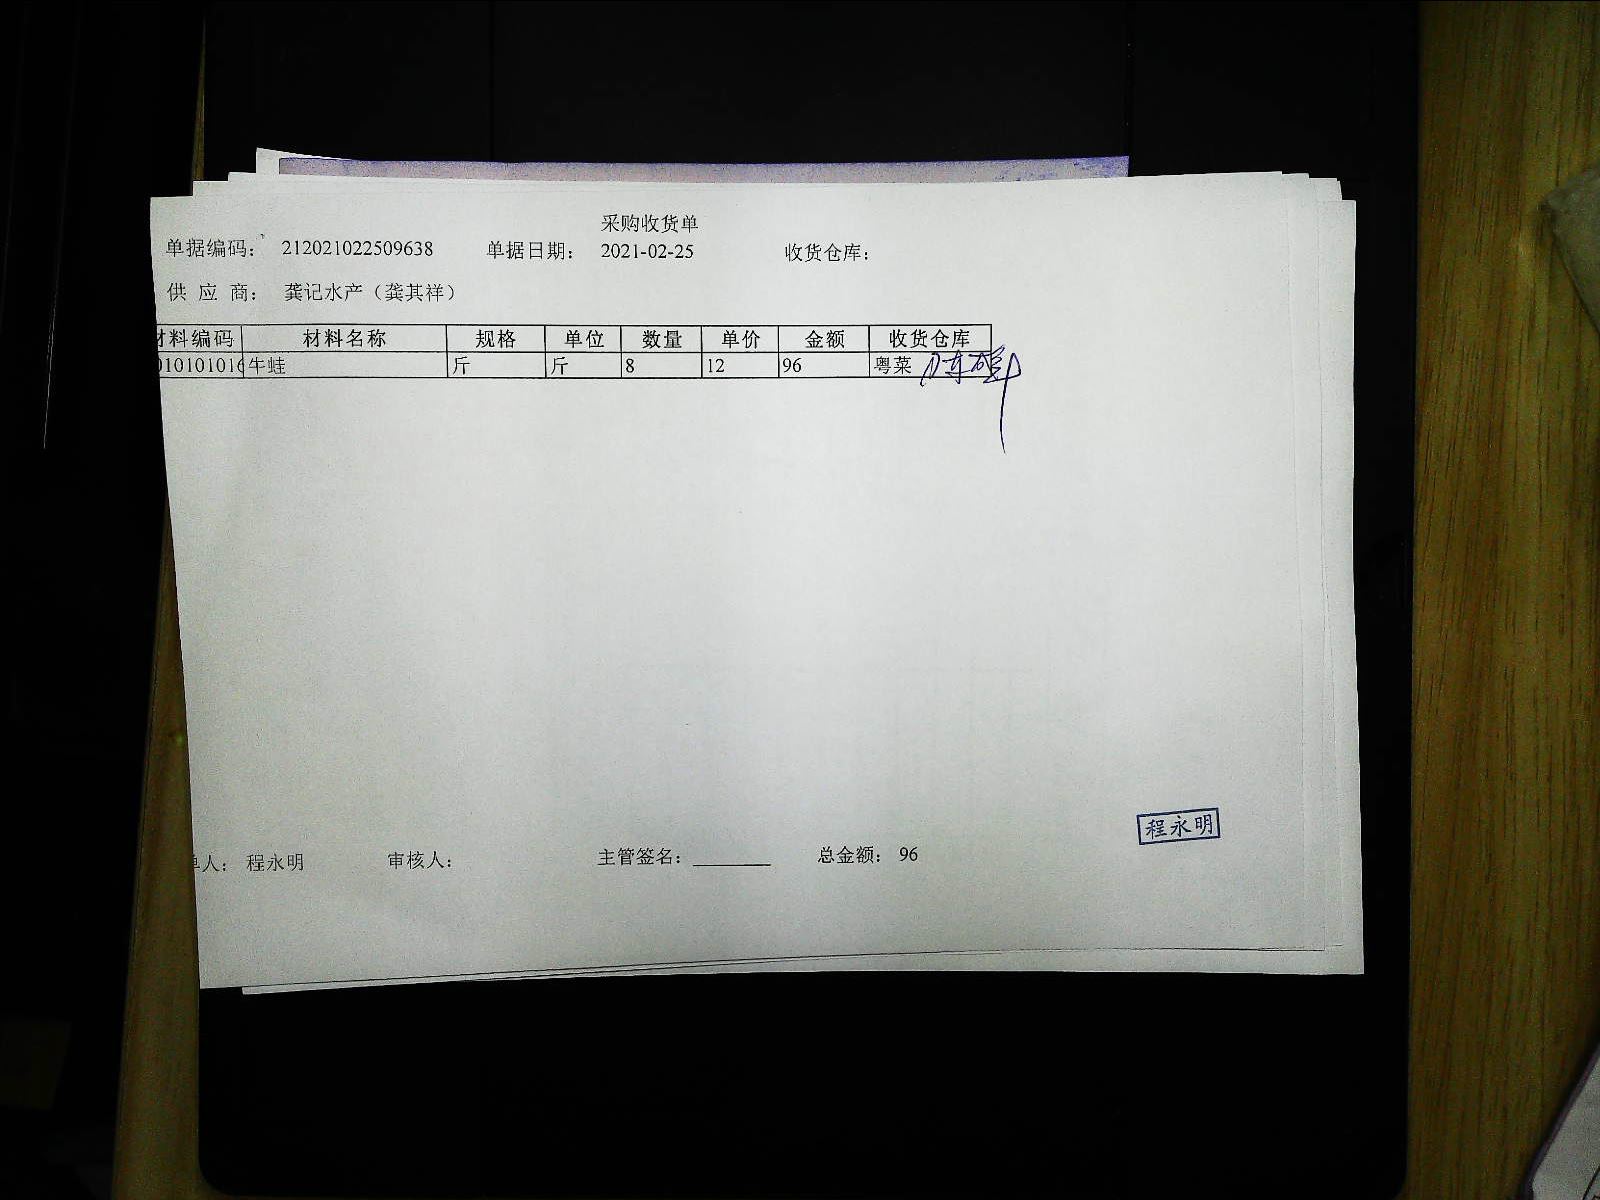 采购收货单
单据编码： 212021022509638 单据日期： 2021-02-25 收货仓库：
供 应 商： 龚记水产（龚其祥）
材料编码 材料名称 规格 单位 数量 单价 金额 收货仓库
010101016 牛蛙 斤 斤 8 12 96 粤菜
程永明
单人： 程永明 审核人： 主管签名：________ 总金额： 96